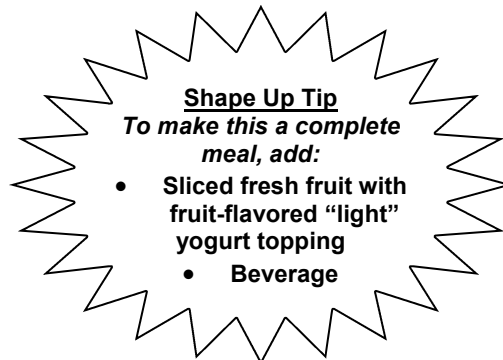 Shape Up Tip
To make this a complete
meal, add:
• Sliced fresh fruit with
fruit-flavored “light”
yogurt topping
• Beverage